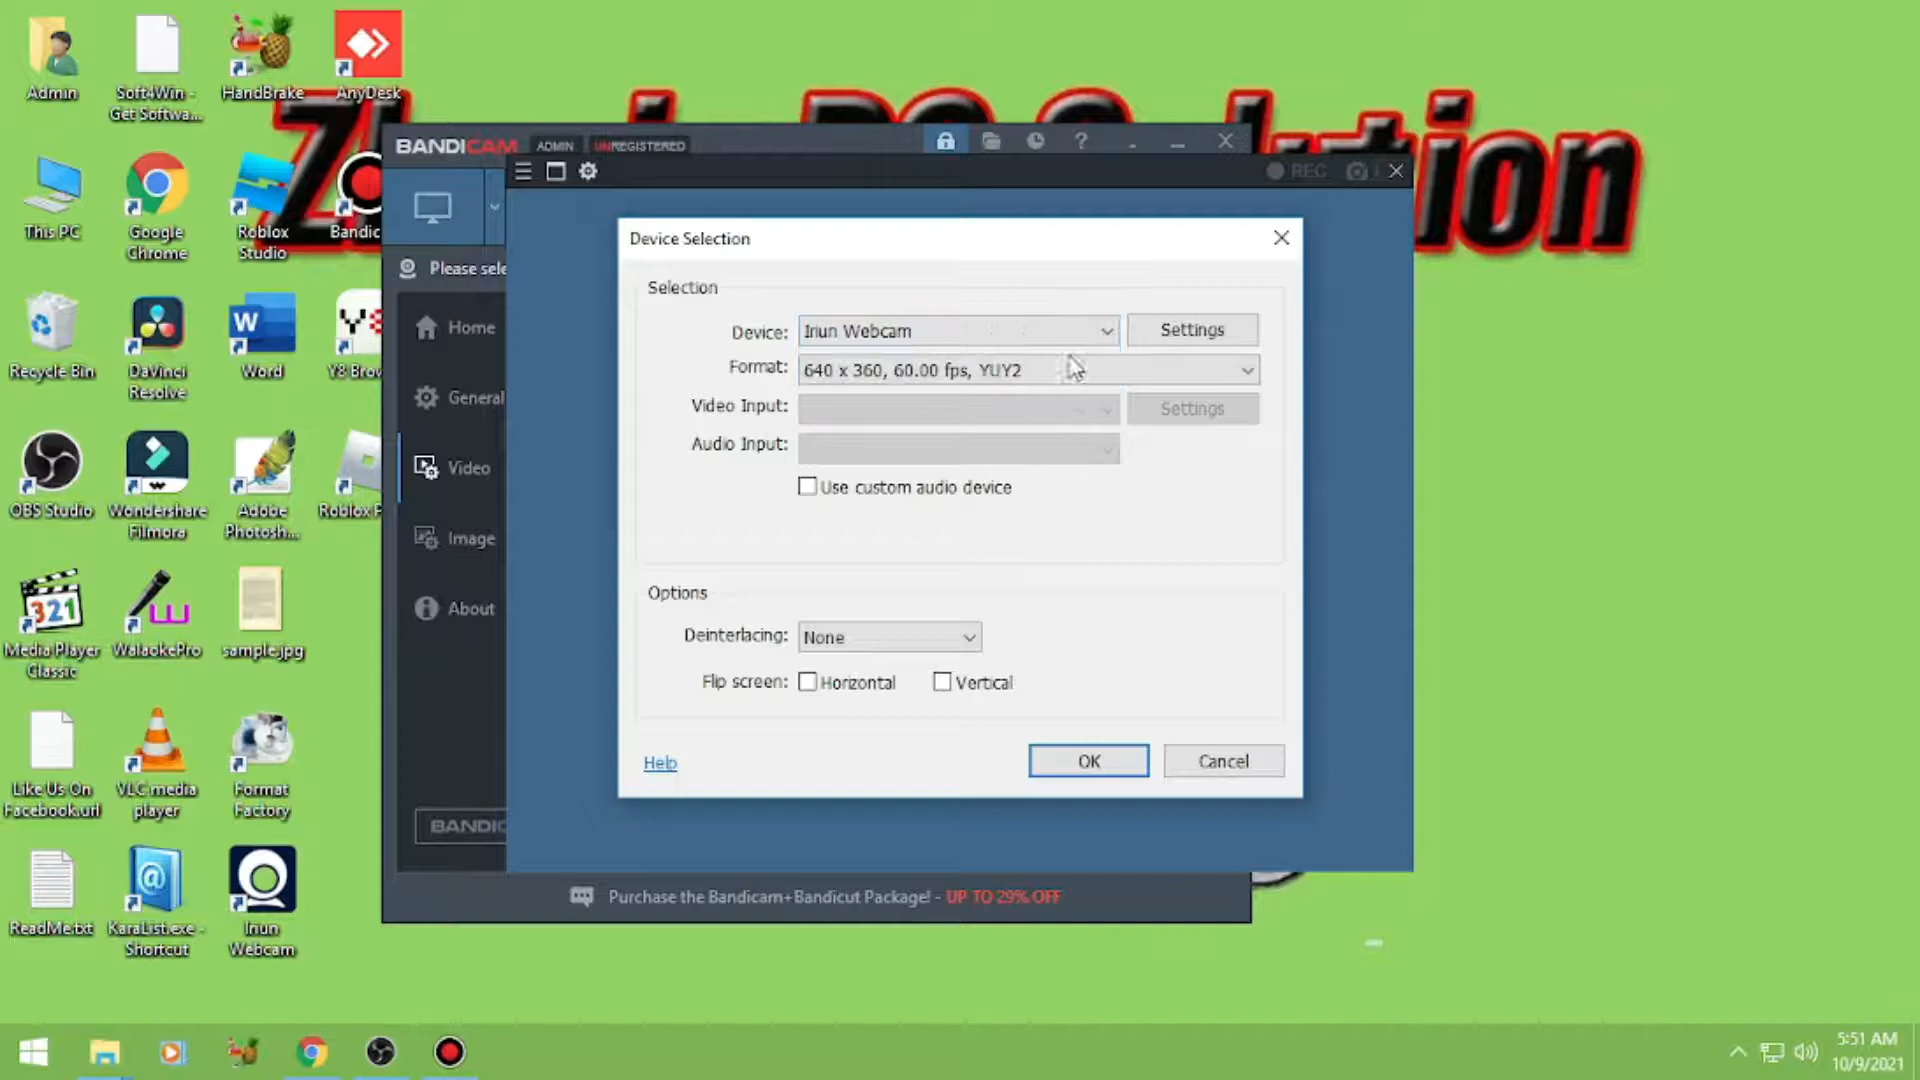 Admin
Soft4Win -
Get Softwa...
HandBrake
AnyDesk
This PC
Google
Chrome
Roblox
Studio
Bandic
Recycle Bin
DaVinci
Resolve
Word
Y8 Brow
OBS Studio
Wondershare
Filmora
Adobe
Photosh...
Roblox P
Media Player
Classic
WalaokePro
sample.jpg
Like Us On
Facebook.url
VLC media
player
Format
Factory
ReadMe.txt
KaraList.exe -
Shortcut
Iriun
Webcam
BANDICAM
ADMIN
UNREGISTERED
REC
Please sele
Home
General
Video
Image
About
BANDIC
Purchase the Bandicam+Bandicut Package! - UP TO 29% OFF
Device Selection
Selection
Device: Iriun Webcam Settings
Format: 640 x 360, 60.00 fps, YUY2
Video Input: Settings
Audio Input:
Use custom audio device
Options
Deinterlacing: None
Flip screen: Horizontal Vertical
Help OK Cancel
5:51 AM
10/9/2021